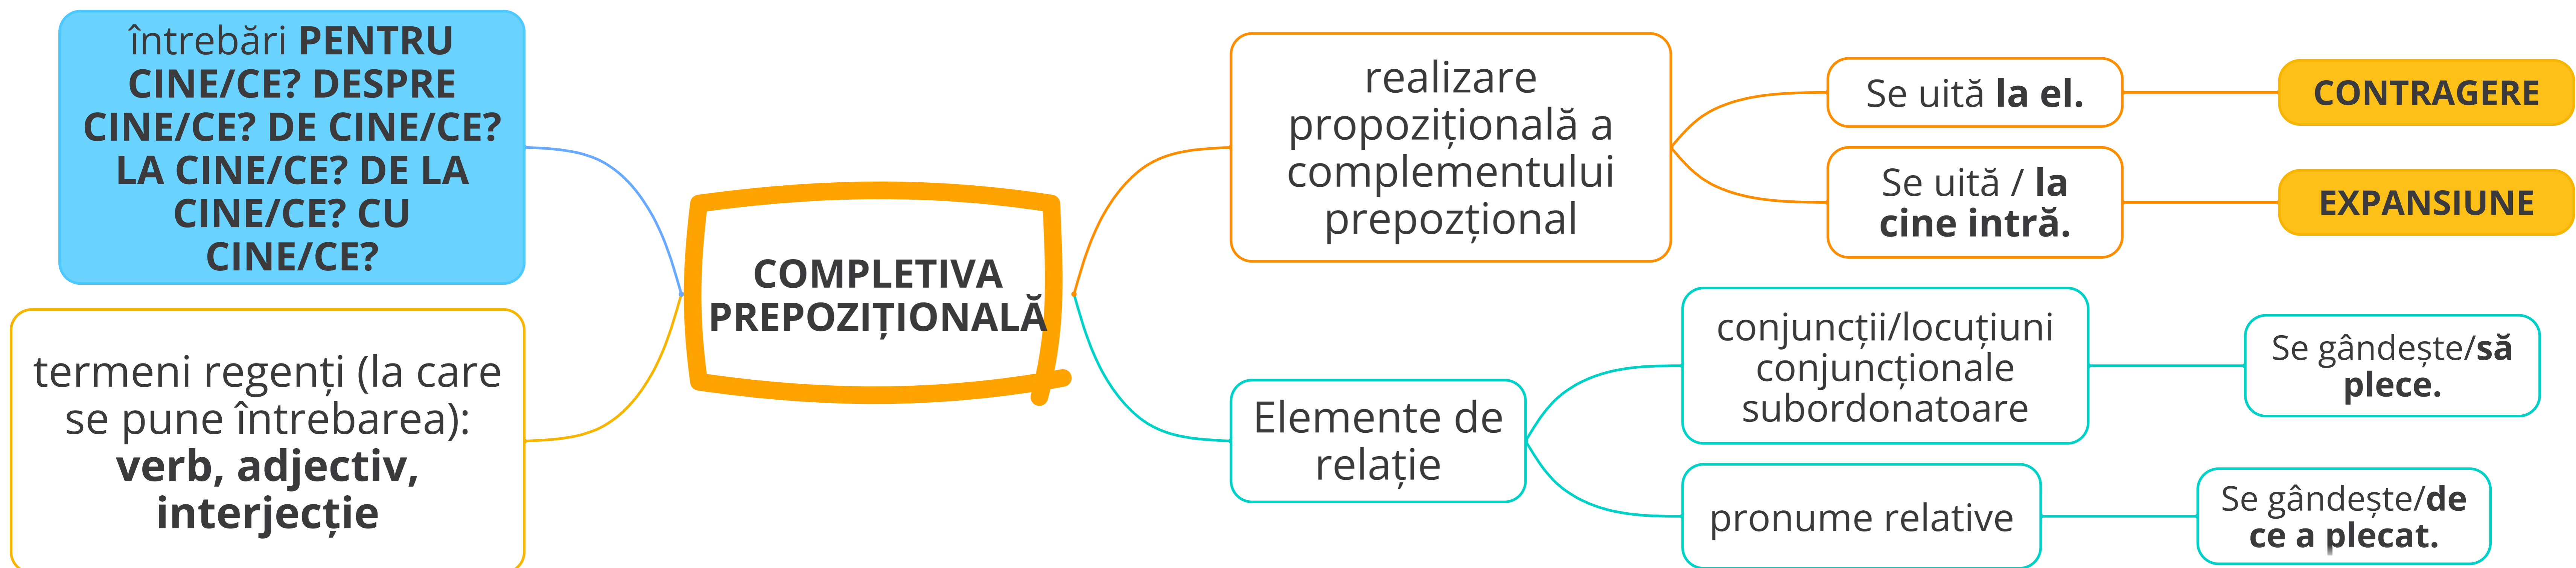 întrebări PENTRU
CINE/CE? DESPRE
CINE/CE? DE CINE/CE?
LA CINE/CE? DE LA
CINE/CE? CU
CINE/CE?
termeni regenți (la care
se pune întrebarea):
verb, adjectiv,
interjecție
COMPLETIVA
PREPOZIȚIONALĂ
realizare
propozițională a
complementului
prepozțional
Se uită la el.
CONTRAGERE
Se uită / la
cine intră.
EXPANSIUNE
Elemente de
relație
conjuncții/locuțiuni
conjuncționale
subordonatoare
Se gândește/să
plece.
pronume relative
Se gândește/de
ce a plecat.